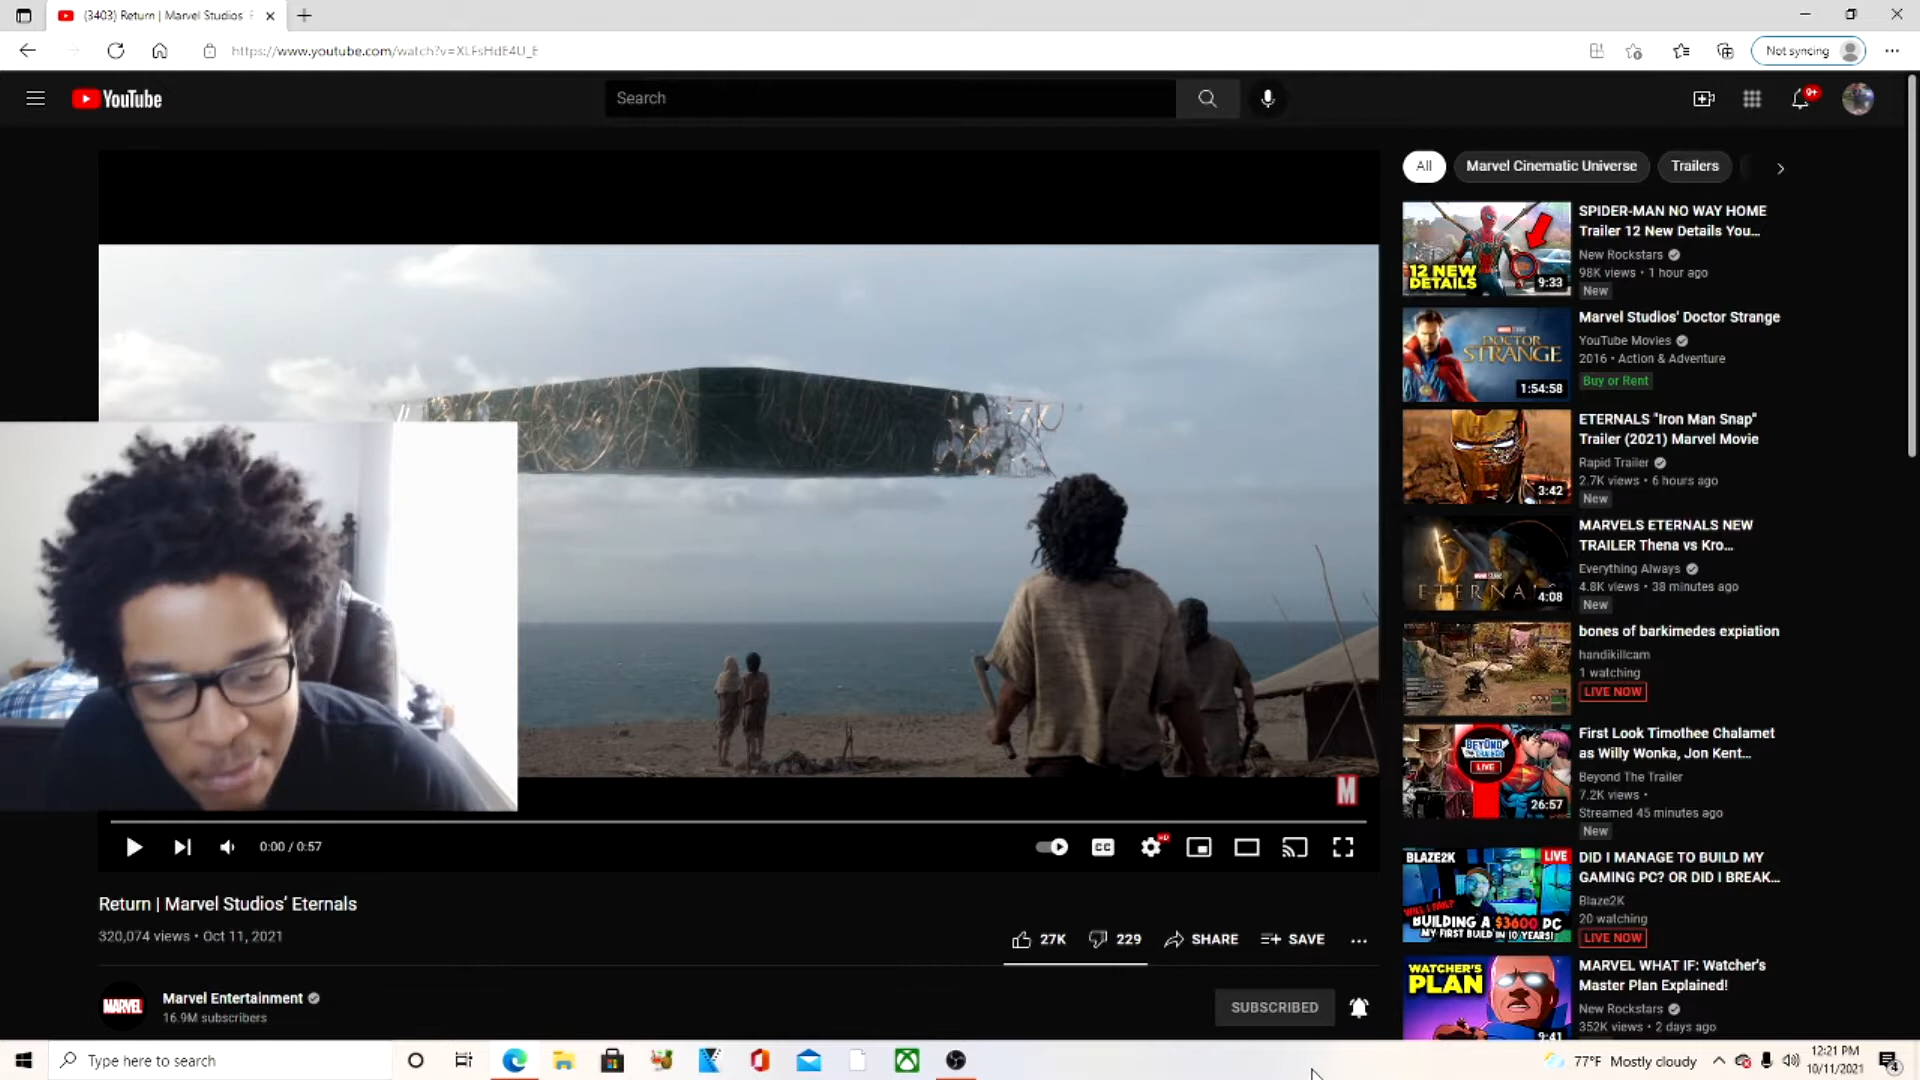 (3403) Return | Marvel Studios'
https://www.youtube.com/watch?v=XLFsHdE4U_E
Not syncing
YouTube
Search
9+
All
Marvel Cinematic Universe
Trailers
12 NEW
DETAILS
9:33
SPIDER-MAN NO WAY HOME
Trailer 12 New Details You...
New Rockstars
98K views • 1 hour ago
New
DOCTOR
STRANGE
1:54:58
Marvel Studios' Doctor Strange
YouTube Movies
2016 • Action & Adventure
Buy or Rent
3:42
ETERNALS "Iron Man Snap"
Trailer (2021) Marvel Movie
Rapid Trailer
2.7K views • 6 hours ago
New
4:08
MARVELS ETERNALS NEW
TRAILER Thena vs Kro...
Everything Always
4.8K views • 38 minutes ago
New
bones of barkimedes expiation
handikillcam
1 watching
LIVE NOW
BEYOND
LIVE
26:57
First Look Timothee Chalamet
as Willy Wonka, Jon Kent...
Beyond The Trailer
7.2K views •
Streamed 45 minutes ago
New
BLAZE2K
LIVE
WILL I FAIL?
BUILDING A $3600 PC
MY FIRST BUILD IN 10 YEARS!
DID I MANAGE TO BUILD MY
GAMING PC? OR DID I BREAK...
Blaze2K
20 watching
LIVE NOW
WATCHER'S
PLAN
9:41
MARVEL WHAT IF: Watcher's
Master Plan Explained!
New Rockstars
352K views • 2 days ago
M
0:00 / 0:57
CC
HD
Return | Marvel Studios' Eternals
320,074 views • Oct 11, 2021
27K
229
SHARE
SAVE
MARVEL
Marvel Entertainment
16.9M subscribers
SUBSCRIBED
Type here to search
77°F Mostly cloudy
12:21 PM
10/11/2021
4